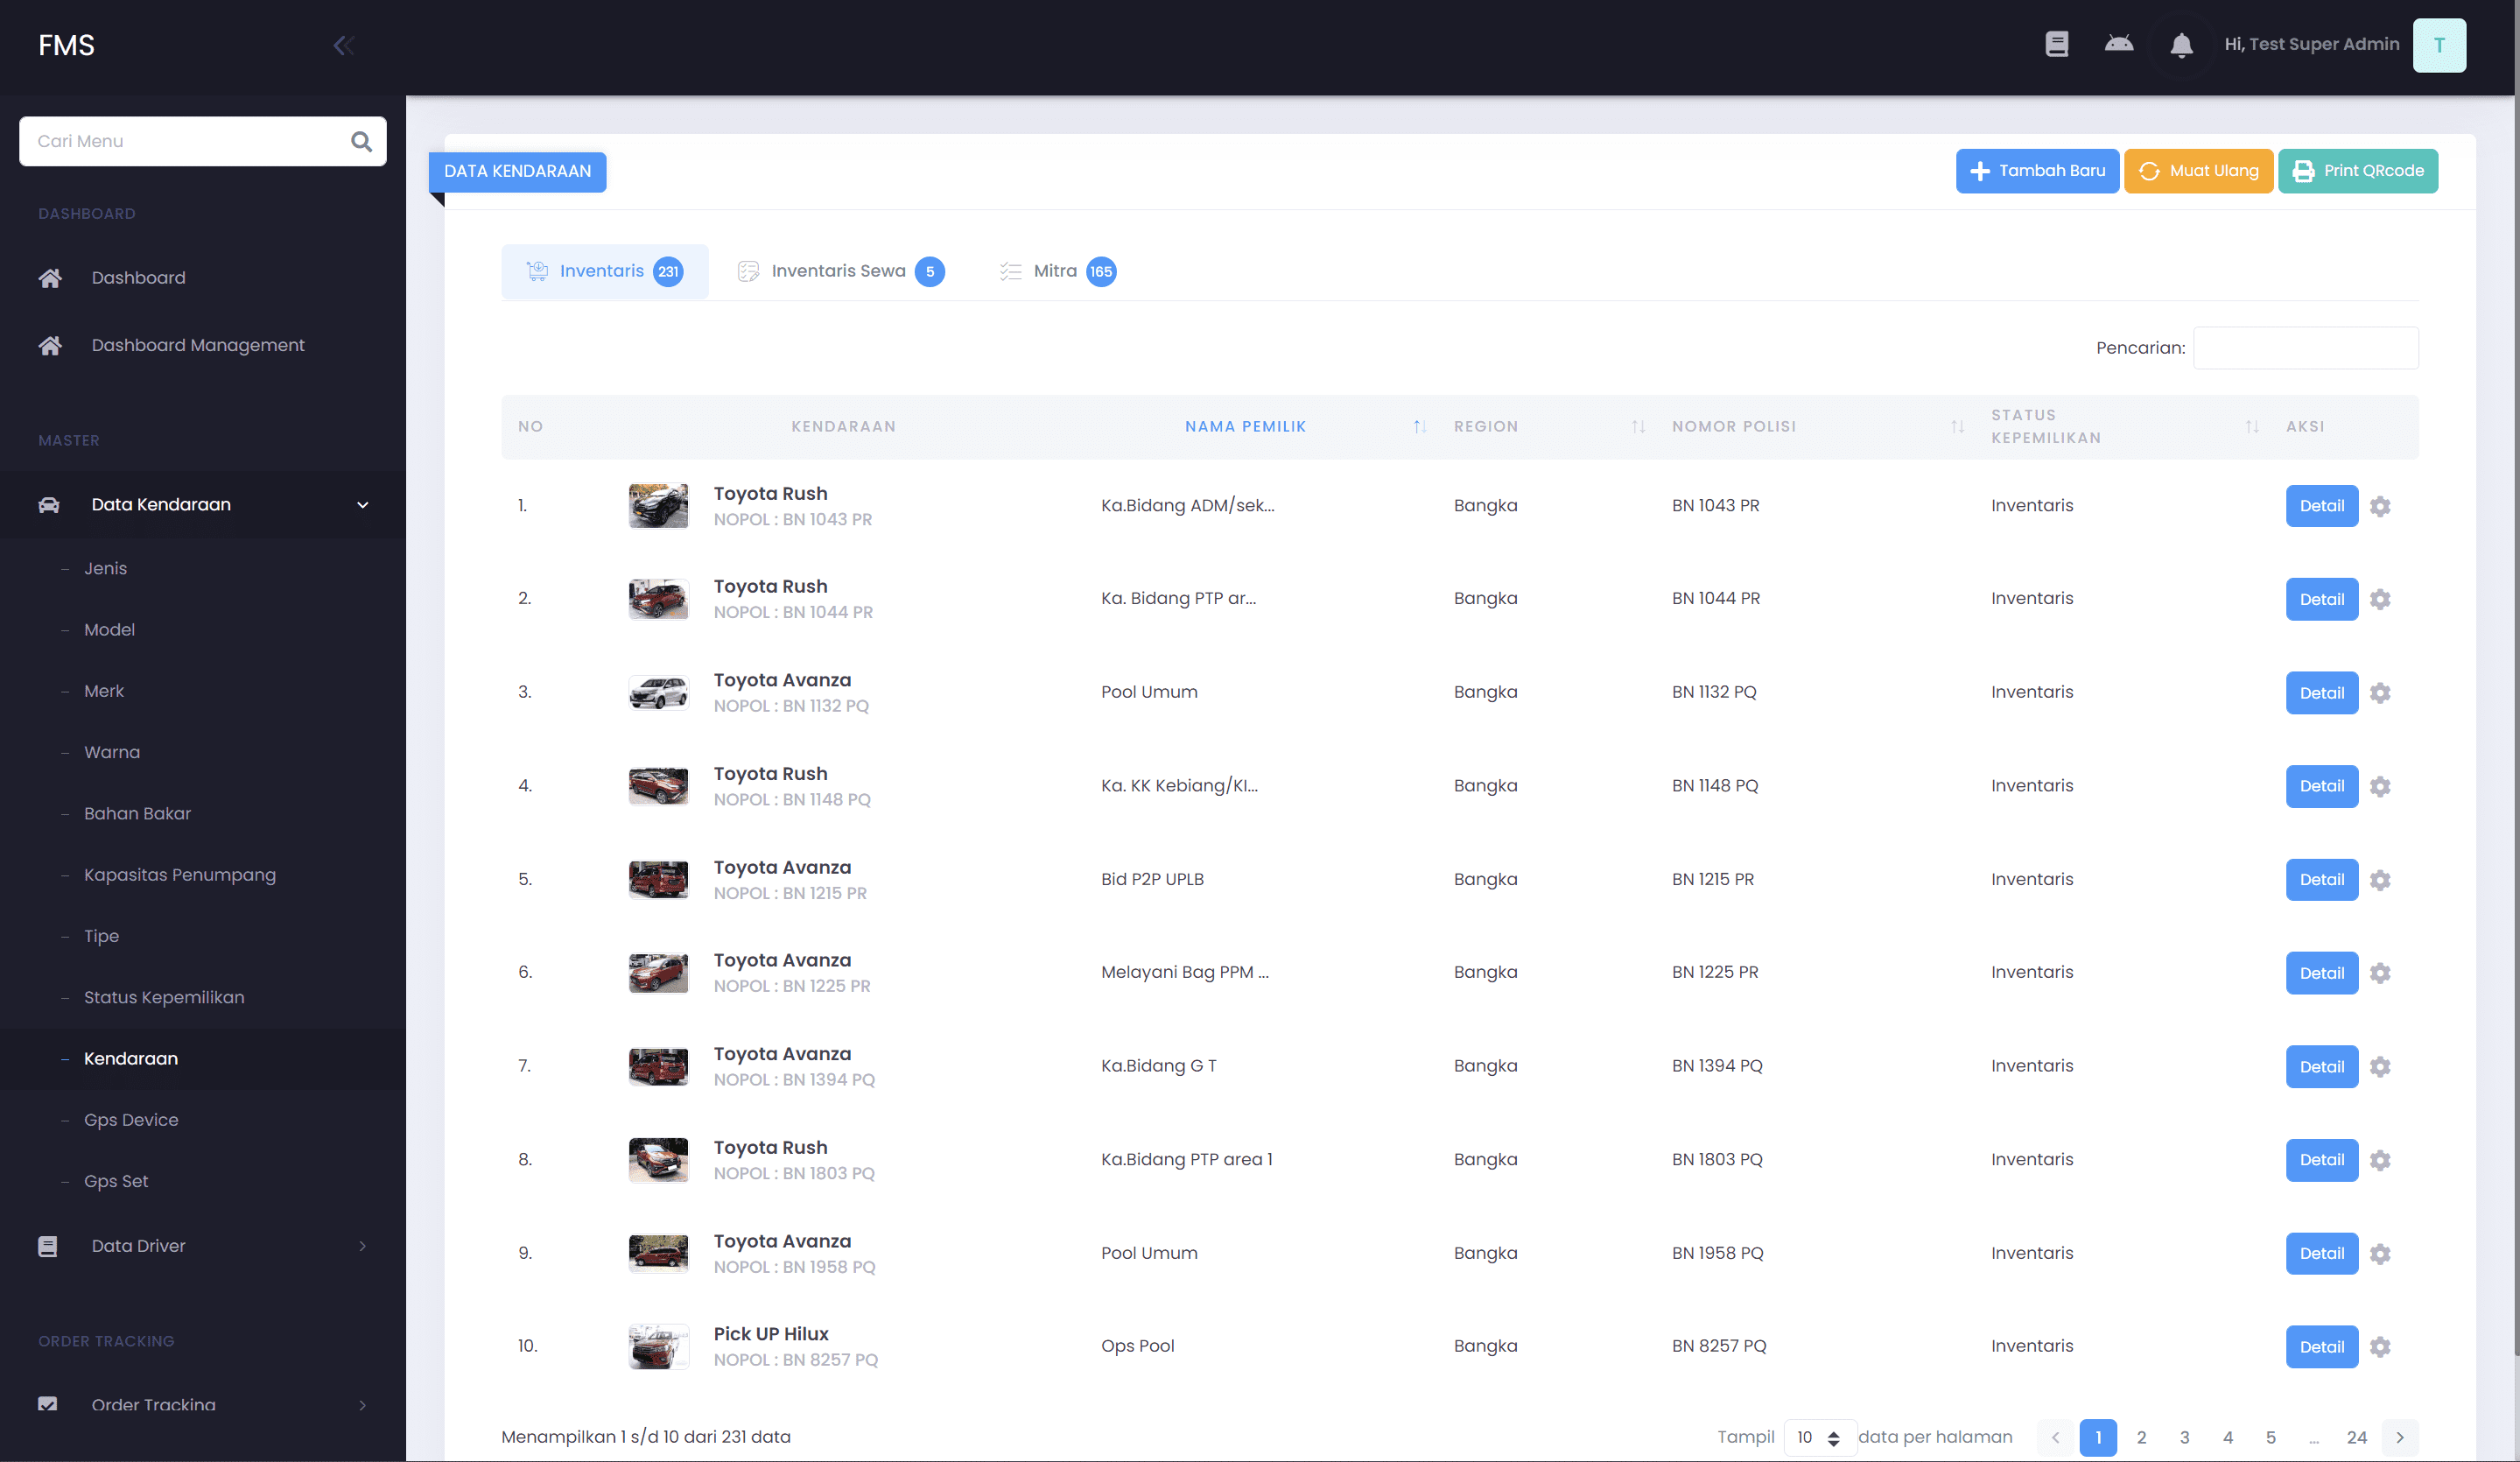 FMS
Hi, Test Super Admin
T
Cari Menu
DASHBOARD
Dashboard
Dashboard Management
MASTER
Data Kendaraan
Jenis
Model
Merk
Warna
Bahan Bakar
Kapasitas Penumpang
Tipe
Status Kepemilikan
Kendaraan
Gps Device
Gps Set
Data Driver
ORDER TRACKING
Order Tracking
DATA KENDARAAN
Tambah Baru
Muat Ulang
Print QRcode
Inventaris 231
Inventaris Sewa 5
Mitra 165
Pencarian:
NO KENDARAAN NAMA PEMILIK REGION NOMOR POLISI STATUS KEPEMILIKAN AKSI
1. Toyota Rush Ka.Bidang ADM/sek... Bangka BN 1043 PR Inventaris Detail
NOPOL : BN 1043 PR
2. Toyota Rush Ka. Bidang PTP ar... Bangka BN 1044 PR Inventaris Detail
NOPOL : BN 1044 PR
3. Toyota Avanza Pool Umum Bangka BN 1132 PQ Inventaris Detail
NOPOL : BN 1132 PQ
4. Toyota Rush Ka. KK Kebiang/Kl... Bangka BN 1148 PQ Inventaris Detail
NOPOL : BN 1148 PQ
5. Toyota Avanza Bid P2P UPLB Bangka BN 1215 PR Inventaris Detail
NOPOL : BN 1215 PR
6. Toyota Avanza Melayani Bag PPM ... Bangka BN 1225 PR Inventaris Detail
NOPOL : BN 1225 PR
7. Toyota Avanza Ka.Bidang G T Bangka BN 1394 PQ Inventaris Detail
NOPOL : BN 1394 PQ
8. Toyota Rush Ka.Bidang PTP area 1 Bangka BN 1803 PQ Inventaris Detail
NOPOL : BN 1803 PQ
9. Toyota Avanza Pool Umum Bangka BN 1958 PQ Inventaris Detail
NOPOL : BN 1958 PQ
10. Pick UP Hilux Ops Pool Bangka BN 8257 PQ Inventaris Detail
NOPOL : BN 8257 PQ
Menampilkan 1 s/d 10 dari 231 data
Tampil 10 data per halaman
1 2 3 4 5 ... 24